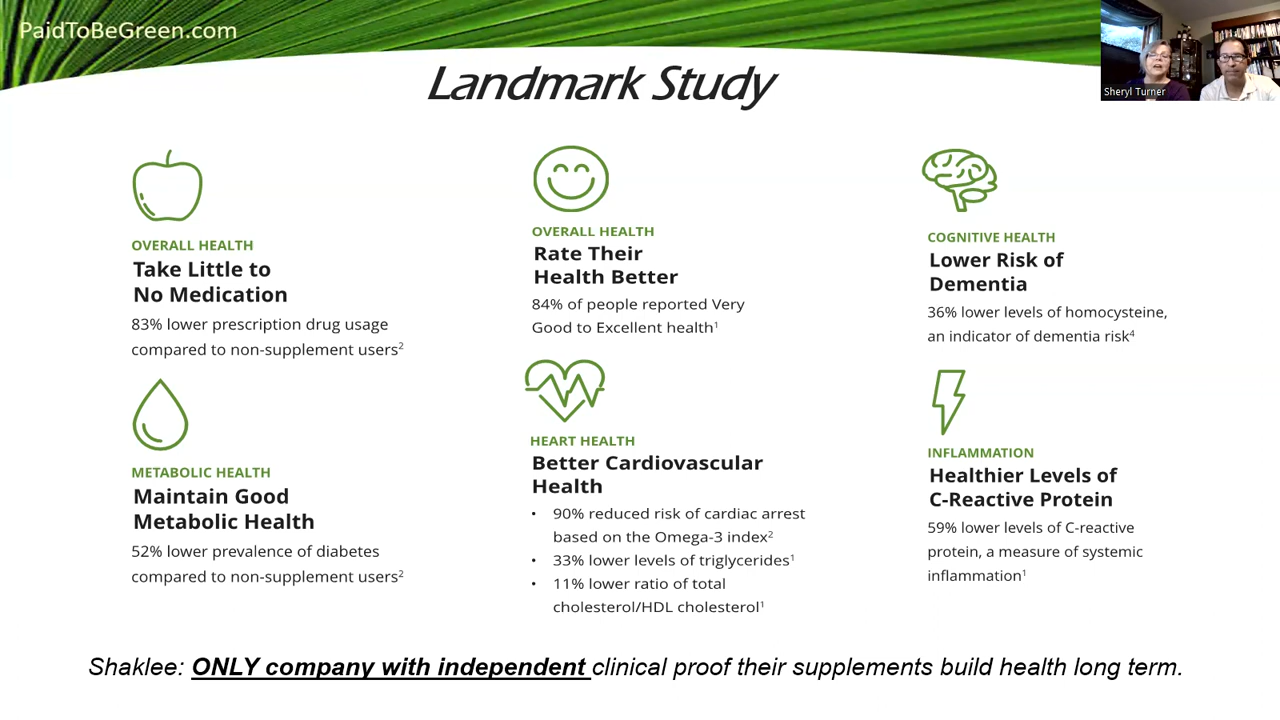 PaidToBeGreen.com
Sheryl Turner
Landmark Study
OVERALL HEALTH
Take Little to
No Medication
83% lower prescription drug usage
compared to non-supplement users²
OVERALL HEALTH
Rate Their
Health Better
84% of people reported Very
Good to Excellent health¹
COGNITIVE HEALTH
Lower Risk of
Dementia
36% lower levels of homocysteine,
an indicator of dementia risk⁴
METABOLIC HEALTH
Maintain Good
Metabolic Health
52% lower prevalence of diabetes
compared to non-supplement users²
HEART HEALTH
Better Cardiovascular
Health
• 90% reduced risk of cardiac arrest
based on the Omega-3 index²
• 33% lower levels of triglycerides¹
• 11% lower ratio of total
cholesterol/HDL cholesterol¹
INFLAMMATION
Healthier Levels of
C-Reactive Protein
59% lower levels of C-reactive
protein, a measure of systemic
inflammation¹
Shaklee: ONLY company with independent clinical proof their supplements build health long term.